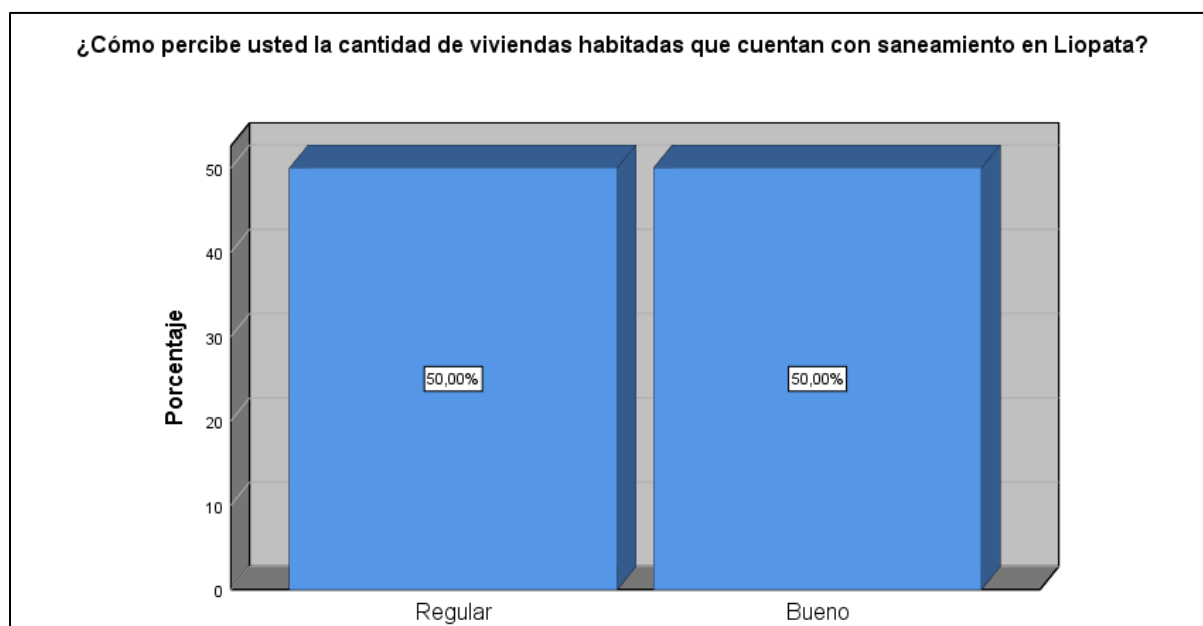 ¿Cómo percibe usted la cantidad de viviendas habitadas que cuentan con saneamiento en Liopata?
Porcentaje
50
40
30
20
10
0
50,00%
50,00%
Regular
Bueno